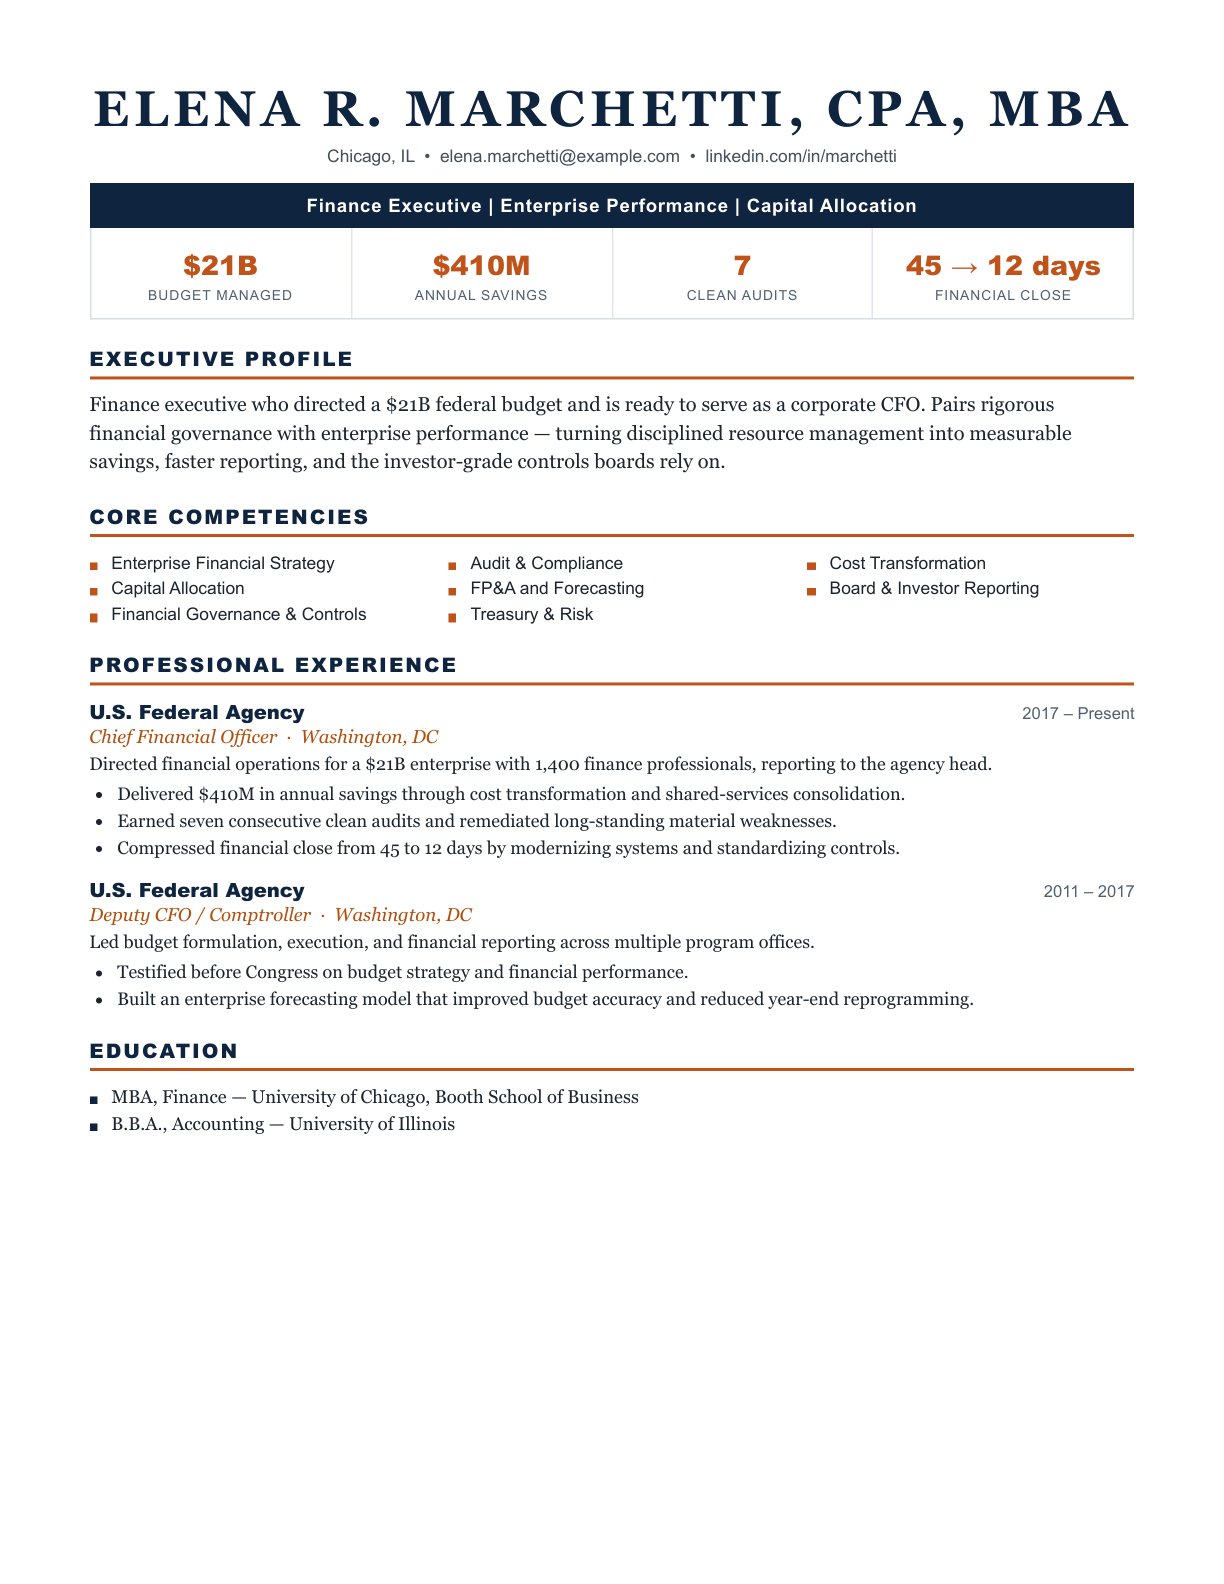 ELENA R. MARCHETTI, CPA, MBA
Chicago, IL • elena.marchetti@example.com • linkedin.com/in/marchetti
Finance Executive | Enterprise Performance | Capital Allocation
$21B
BUDGET MANAGED
$410M
ANNUAL SAVINGS
7
CLEAN AUDITS
45 → 12 days
FINANCIAL CLOSE
EXECUTIVE PROFILE
Finance executive who directed a $21B federal budget and is ready to serve as a corporate CFO. Pairs rigorous
financial governance with enterprise performance — turning disciplined resource management into measurable
savings, faster reporting, and the investor-grade controls boards rely on.
CORE COMPETENCIES
■ Enterprise Financial Strategy
■ Capital Allocation
■ Financial Governance & Controls
■ Audit & Compliance
■ FP&A and Forecasting
■ Treasury & Risk
■ Cost Transformation
■ Board & Investor Reporting
PROFESSIONAL EXPERIENCE
U.S. Federal Agency 2017 – Present
Chief Financial Officer · Washington, DC
Directed financial operations for a $21B enterprise with 1,400 finance professionals, reporting to the agency head.
• Delivered $410M in annual savings through cost transformation and shared-services consolidation.
• Earned seven consecutive clean audits and remediated long-standing material weaknesses.
• Compressed financial close from 45 to 12 days by modernizing systems and standardizing controls.
U.S. Federal Agency 2011 – 2017
Deputy CFO / Comptroller · Washington, DC
Led budget formulation, execution, and financial reporting across multiple program offices.
• Testified before Congress on budget strategy and financial performance.
• Built an enterprise forecasting model that improved budget accuracy and reduced year-end reprogramming.
EDUCATION
■ MBA, Finance — University of Chicago, Booth School of Business
■ B.B.A., Accounting — University of Illinois